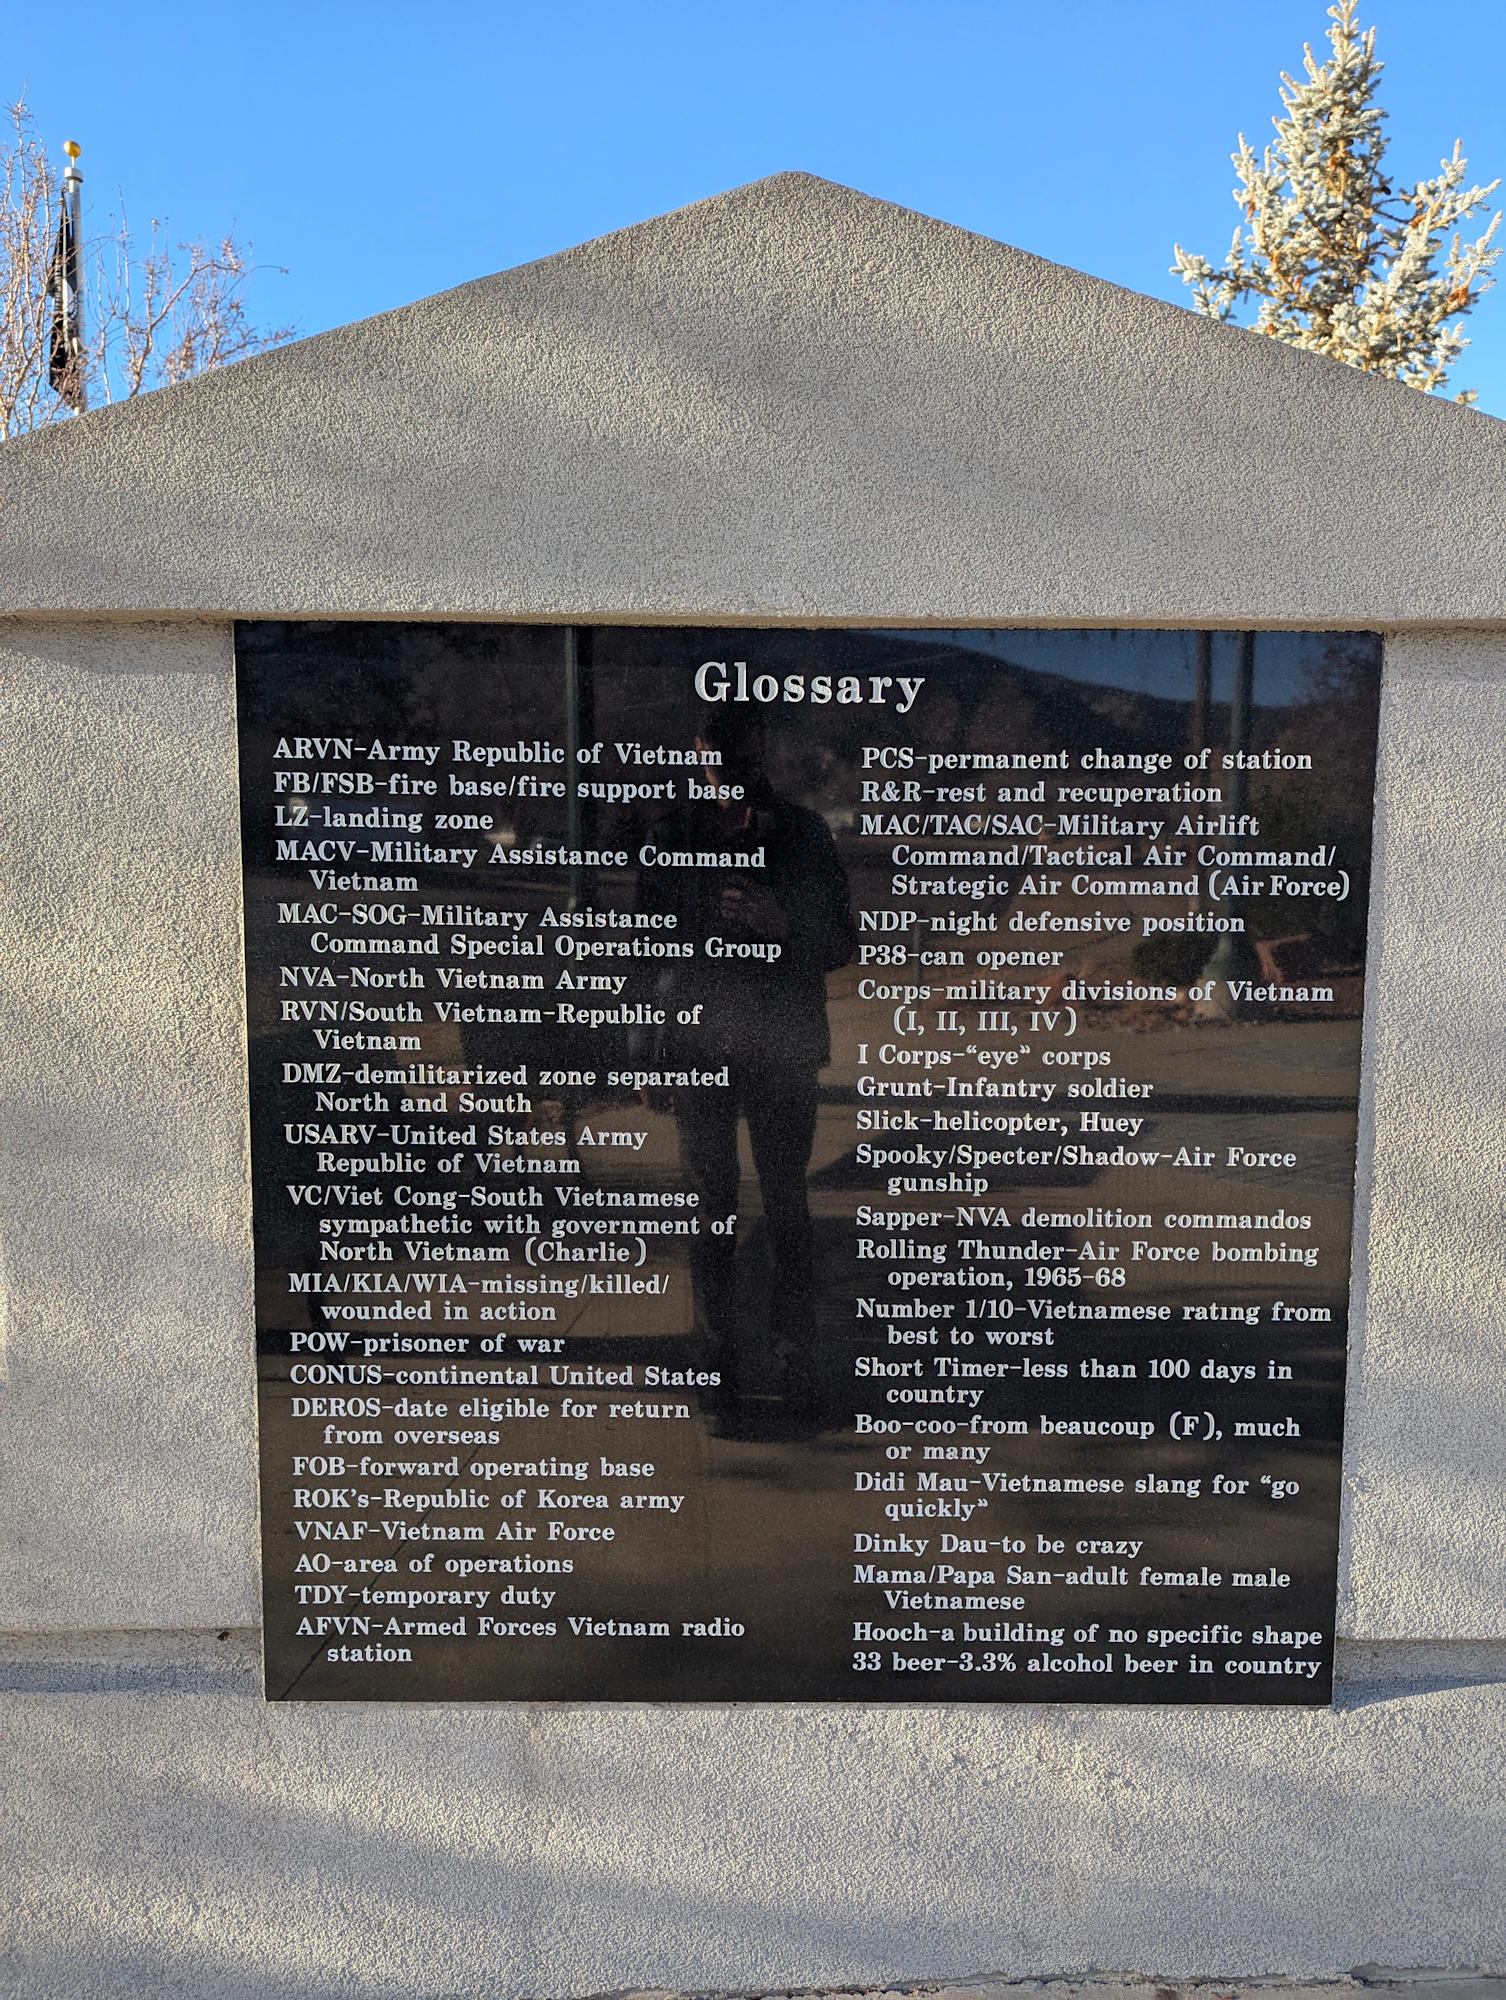 Glossary
ARVN-Army Republic of Vietnam
FB/FSB-fire base/fire support base
LZ-landing zone
MACV-Military Assistance Command
Vietnam
MAC-SOG-Military Assistance
Command Special Operations Group
NVA-North Vietnam Army
RVN/South Vietnam-Republic of
Vietnam
DMZ-demilitarized zone separated
North and South
USARV-United States Army
Republic of Vietnam
VC/Viet Cong-South Vietnamese
sympathetic with government of
North Vietnam (Charlie)
MIA/KIA/WIA-missing/killed/
wounded in action
POW-prisoner of war
CONUS-continental United States
DEROS-date eligible for return
from overseas
FOB-forward operating base
ROK's-Republic of Korea army
VNAF-Vietnam Air Force
AO-area of operations
TDY-temporary duty
AFVN-Armed Forces Vietnam radio
station
PCS-permanent change of station
R&R-rest and recuperation
MAC/TAC/SAC-Military Airlift
Command/Tactical Air Command/
Strategic Air Command (Air Force)
NDP-night defensive position
P38-can opener
Corps-military divisions of Vietnam
(I, II, III, IV)
I Corps-“eye” corps
Grunt-Infantry soldier
Slick-helicopter, Huey
Spooky/Specter/Shadow-Air Force
gunship
Sapper-NVA demolition commandos
Rolling Thunder-Air Force bombing
operation, 1965-68
Number 1/10-Vietnamese rating from
best to worst
Short Timer-less than 100 days in
country
Boo-coo-from beaucoup (F), much
or many
Didi Mau-Vietnamese slang for “go
quickly”
Dinky Dau-to be crazy
Mama/Papa San-adult female male
Vietnamese
Hooch-a building of no specific shape
33 beer-3.3% alcohol beer in country